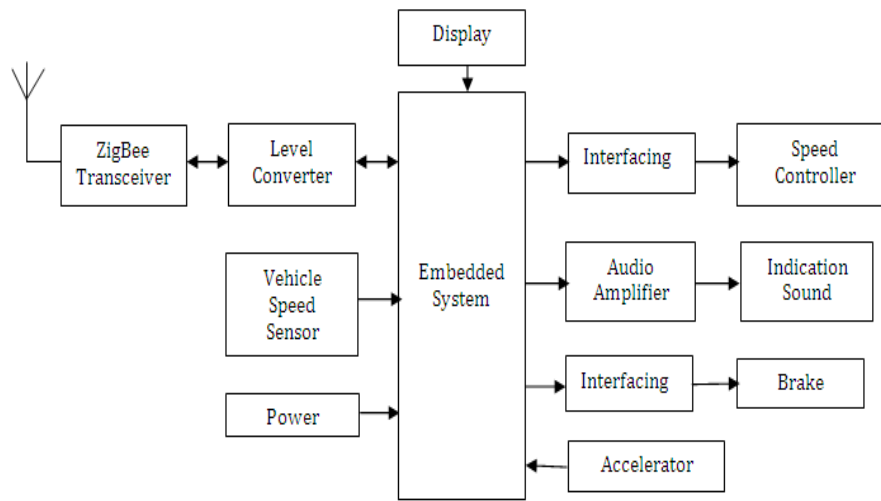 Display
ZigBee
Transceiver
Level
Converter
Interfacing
Speed
Controller
Vehicle
Speed
Sensor
Embedded
System
Audio
Amplifier
Indication
Sound
Power
Interfacing
Brake
Accelerator